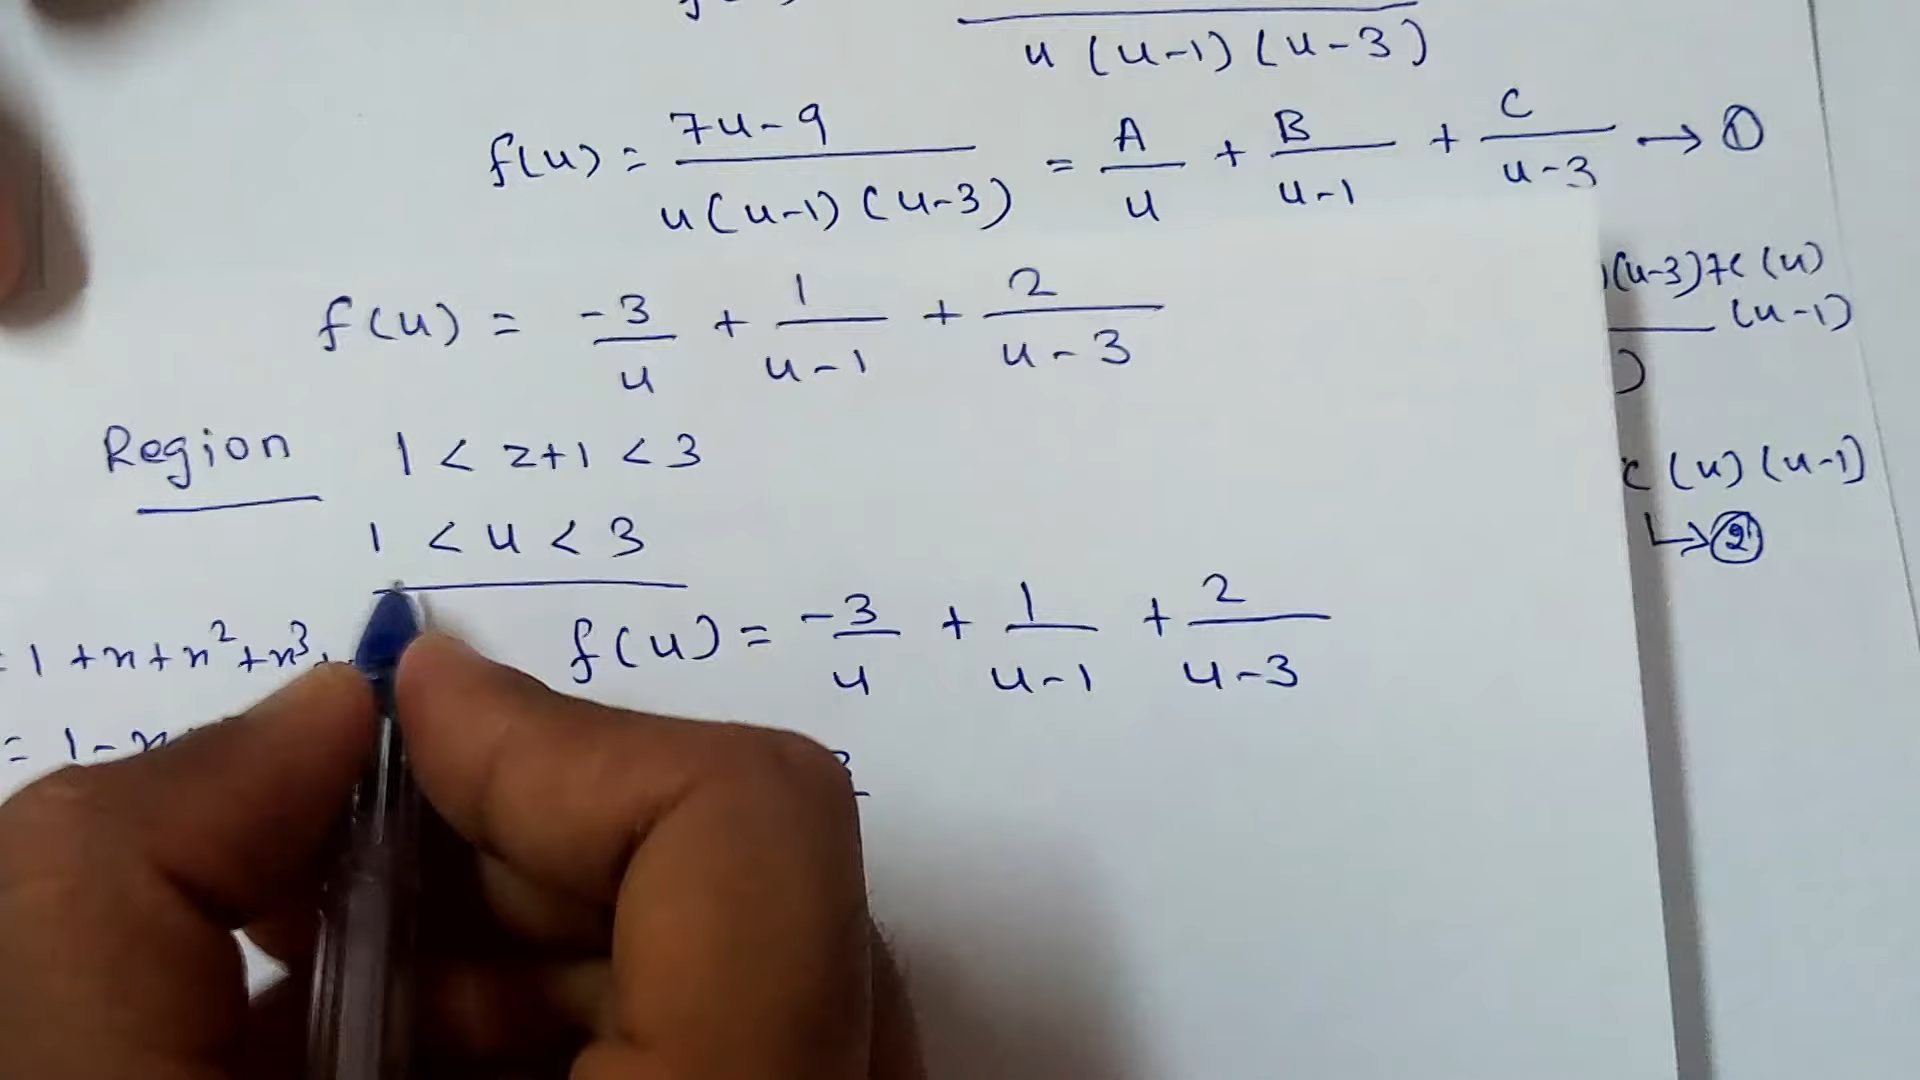 u (u-1) (u-3)
f(u) = 7u-9 / u(u-1) (u-3) = A/u + B/u-1 + C/u-3 → ①
f(u) = -3/u + 1/u-1 + 2/u-3
(u-3)+C (u)
(u-1)
Region 1 < z+1 < 3
C (u) (u-1)
↳ ②
1 < u < 3
= 1 +x+x²+x³+
f(u) = -3/u + 1/u-1 + 2/u-3
= 1-x